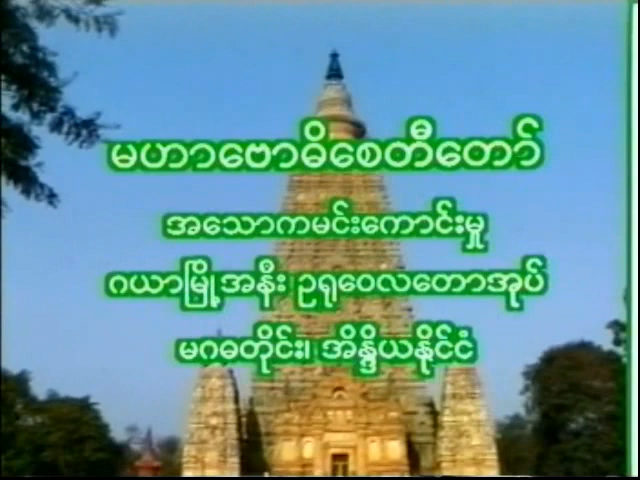 မဟာဗောဓိစေတီတော်
အသောကမင်းကောင်းမှု
ဂယာမြို့အနီး ဥရုဝေလတောအုပ်
မဂဓတိုင်း၊ အိန္ဒိယနိုင်ငံ